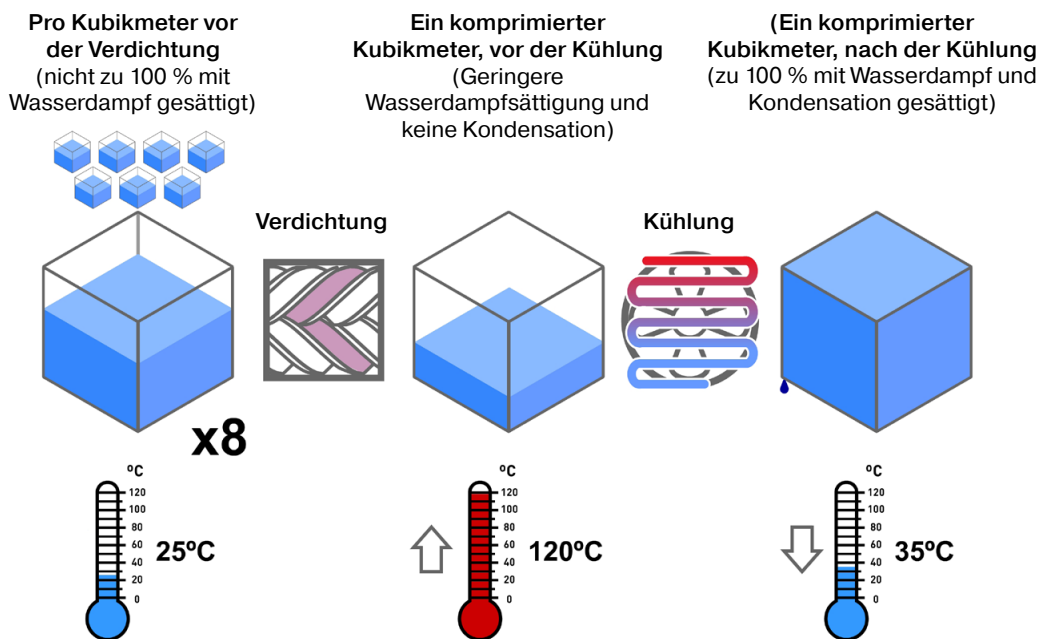 Pro Kubikmeter vor
der Verdichtung
(nicht zu 100 % mit
Wasserdampf gesättigt)
Ein komprimierter
Kubikmeter, vor der Kühlung
(Geringere
Wasserdampfsättigung und
keine Kondensation)
(Ein komprimierter
Kubikmeter, nach der Kühlung
(zu 100 % mit Wasserdampf und
Kondensation gesättigt)
Verdichtung
Kühlung
x8
ºC
120
100
80
60
40
20
0
25ºC
ºC
120
100
80
60
40
20
0
120ºC
ºC
120
100
80
60
40
20
0
35ºC